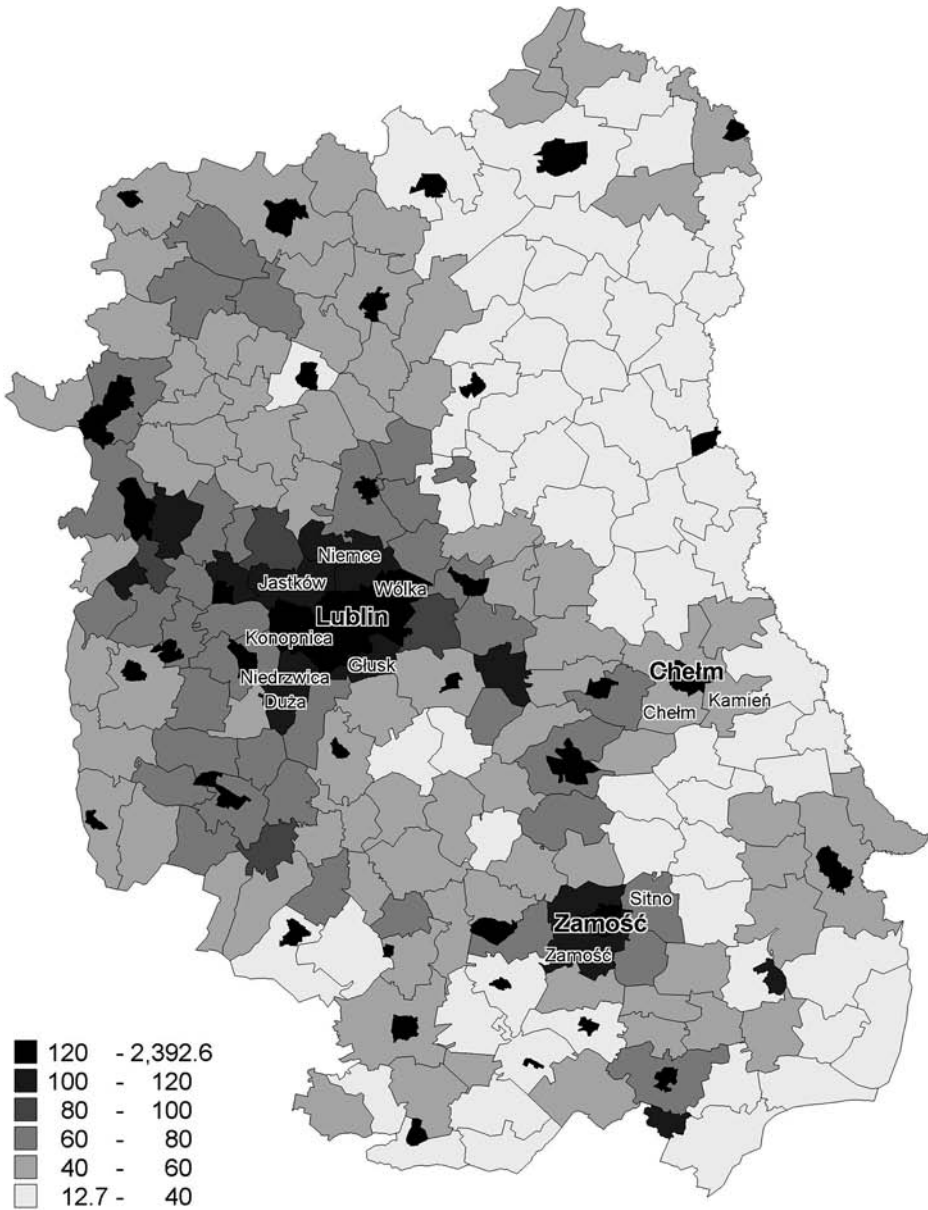 Niemce
Jastków
Wólka
Lublin
Konopnica
Głusk
Niedrzwica
Duża
Chełm
Kamień
Chełm
Sitno
Zamość
Zamość
120 - 2,392.6
100 - 120
80 - 100
60 - 80
40 - 60
12.7 - 40